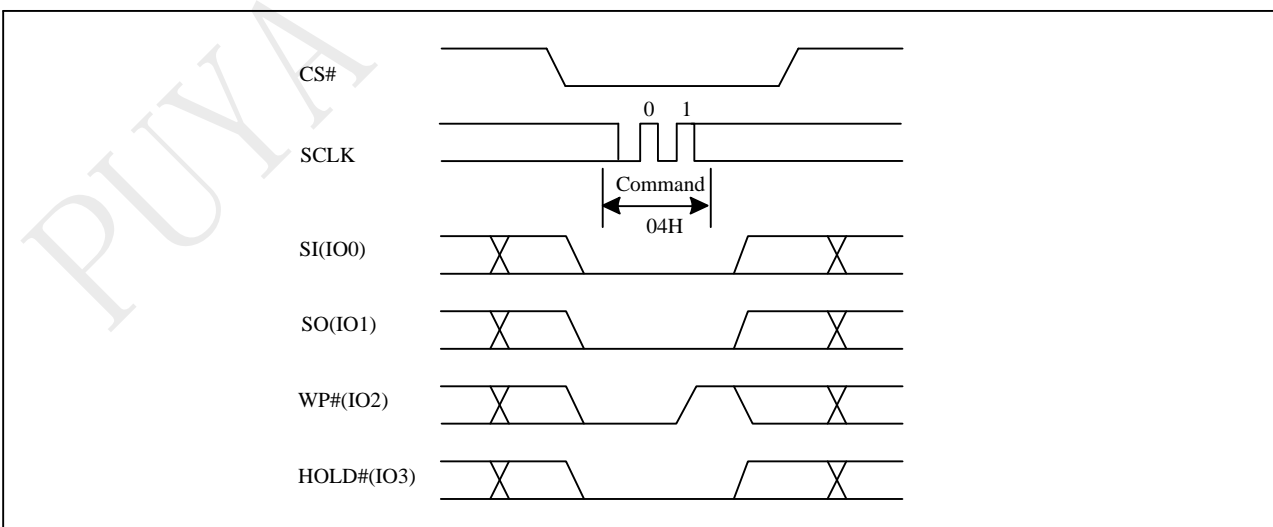 PUYA
CS#
0 1
SCLK
Command
04H
SI(IO0)
SO(IO1)
WP#(IO2)
HOLD#(IO3)